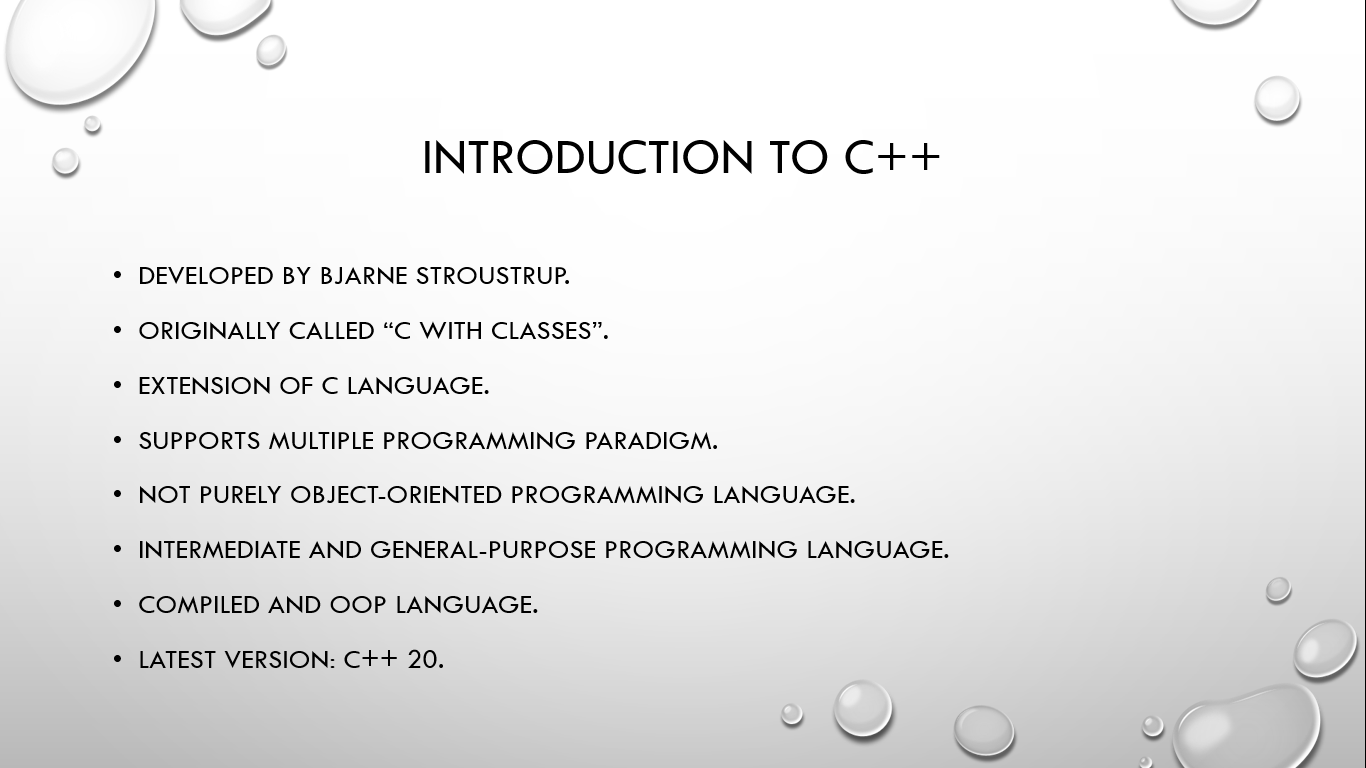 INTRODUCTION TO C++
• DEVELOPED BY BJARNE STROUSTRUP.
• ORIGINALLY CALLED “C WITH CLASSES”.
• EXTENSION OF C LANGUAGE.
• SUPPORTS MULTIPLE PROGRAMMING PARADIGM.
• NOT PURELY OBJECT-ORIENTED PROGRAMMING LANGUAGE.
• INTERMEDIATE AND GENERAL-PURPOSE PROGRAMMING LANGUAGE.
• COMPILED AND OOP LANGUAGE.
• LATEST VERSION: C++ 20.